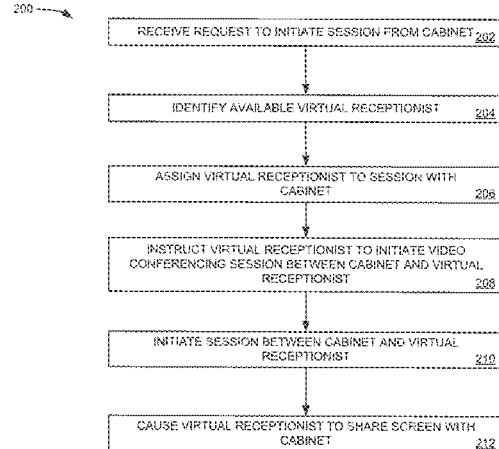 200
RECEIVE REQUEST TO INITIATE SESSION FROM CABINET
202
IDENTIFY AVAILABLE VIRTUAL RECEPTIONIST
204
ASSIGN VIRTUAL RECEPTIONIST TO SESSION WITH
CABINET
206
INSTRUCT VIRTUAL RECEPTIONIST TO INITIATE VIDEO
CONFERENCING SESSION BETWEEN CABINET AND VIRTUAL
RECEPTIONIST
208
INITIATE SESSION BETWEEN CABINET AND VIRTUAL
RECEPTIONIST
210
CAUSE VIRTUAL RECEPTIONIST TO SHARE SCREEN WITH
CABINET
212